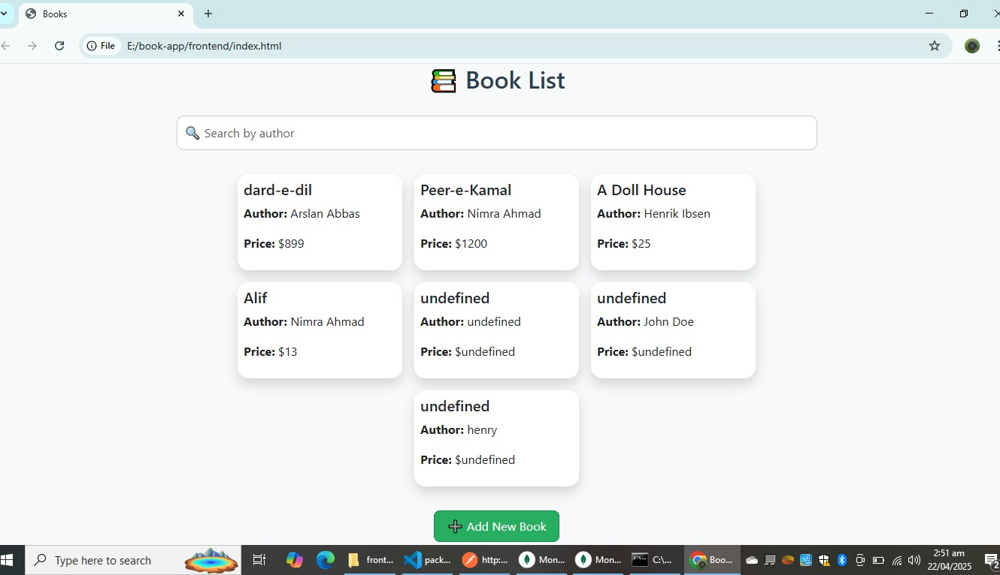 Books
File E:/book-app/frontend/index.html
Book List
Search by author
dard-e-dil
Author: Arslan Abbas
Price: $899
Peer-e-Kamal
Author: Nimra Ahmad
Price: $1200
A Doll House
Author: Henrik Ibsen
Price: $25
Alif
Author: Nimra Ahmad
Price: $13
undefined
Author: undefined
Price: $undefined
undefined
Author: John Doe
Price: $undefined
undefined
Author: henry
Price: $undefined
Add New Book
Type here to search
front...
pack...
http:...
Mon...
Mon...
C:\...
Boo...
2:51 am
22/04/2025
2